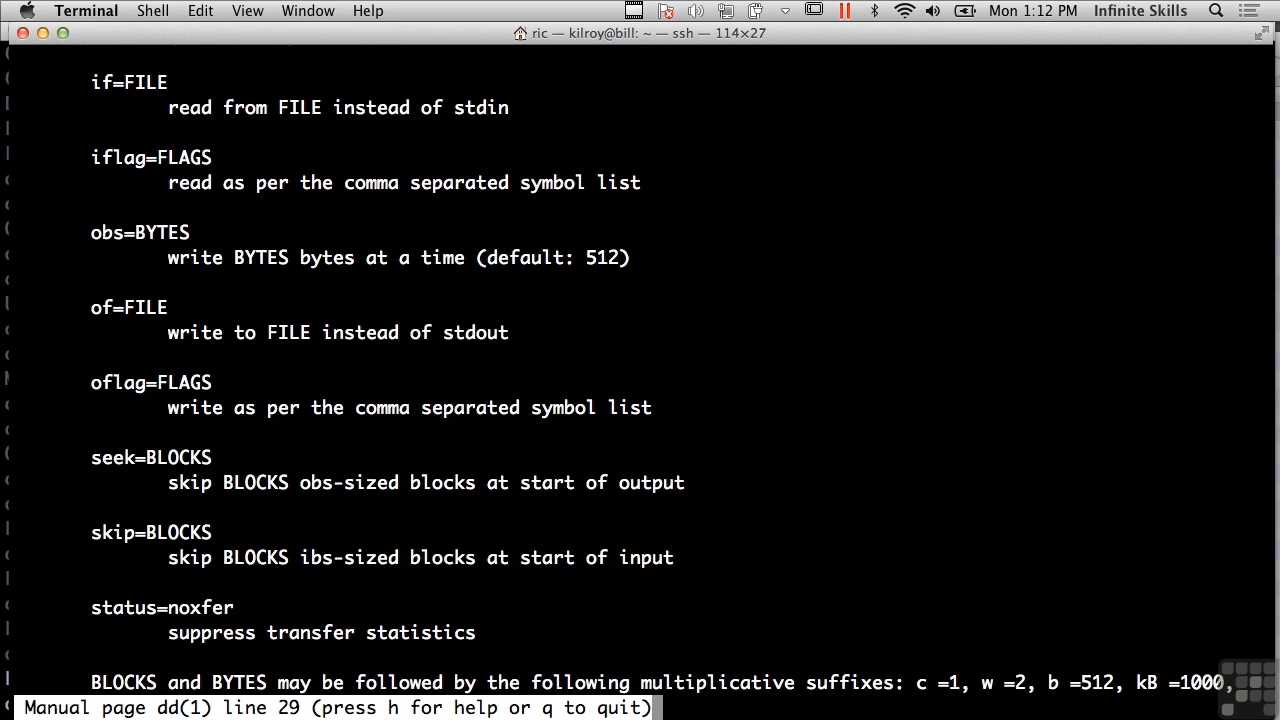 Terminal Shell Edit View Window Help Mon 1:12 PM Infinite Skills
ric — kilroy@bill: ~ — ssh — 114×27
if=FILE
read from FILE instead of stdin
iflag=FLAGS
read as per the comma separated symbol list
obs=BYTES
write BYTES bytes at a time (default: 512)
of=FILE
write to FILE instead of stdout
oflag=FLAGS
write as per the comma separated symbol list
seek=BLOCKS
skip BLOCKS obs-sized blocks at start of output
skip=BLOCKS
skip BLOCKS ibs-sized blocks at start of input
status=noxfer
suppress transfer statistics
BLOCKS and BYTES may be followed by the following multiplicative suffixes: c =1, w =2, b =512, kB =1000,
Manual page dd(1) line 29 (press h for help or q to quit)